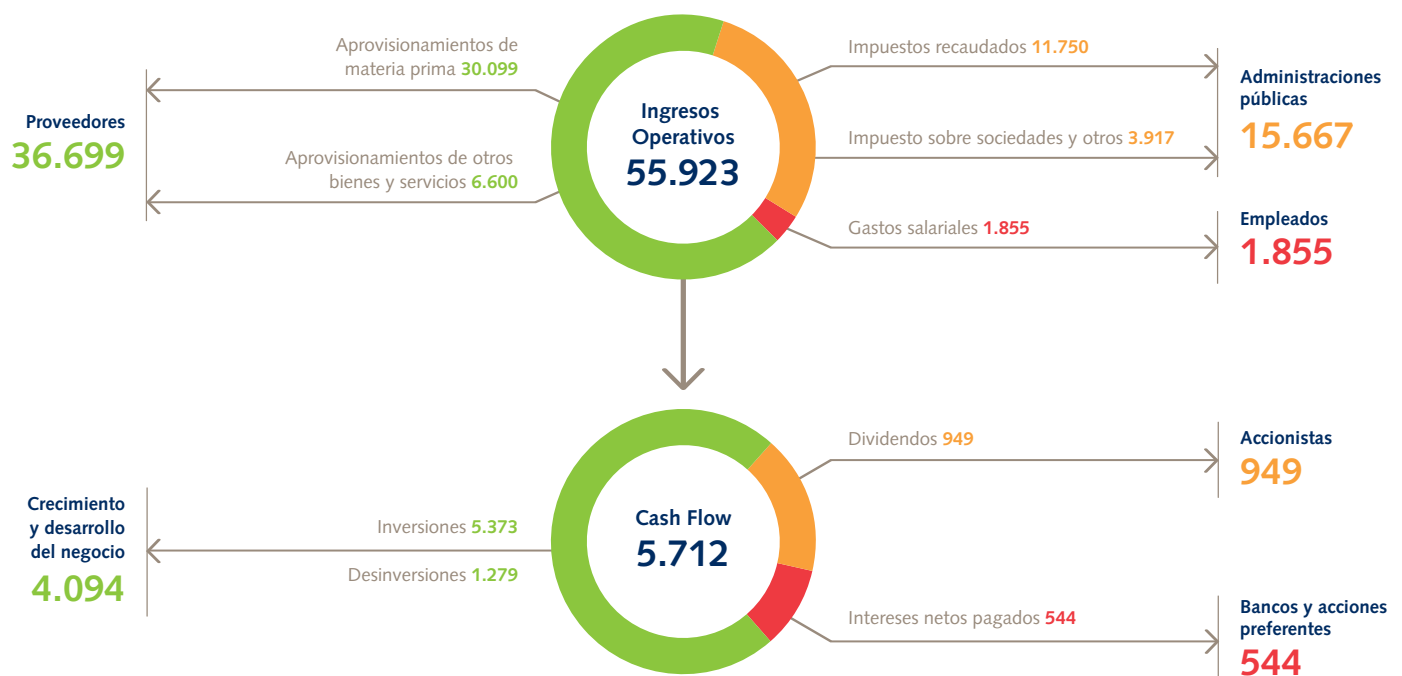 Aprovisionamientos de
materia prima 30.099
Proveedores
36.699
Aprovisionamientos de otros
bienes y servicios 6.600
Ingresos
Operativos
55.923
Impuestos recaudados 11.750
Impuesto sobre sociedades y otros 3.917
Administraciones
públicas
15.667
Gastos salariales 1.855
Empleados
1.855
Crecimiento
y desarrollo
del negocio
4.094
Inversiones 5.373
Desinversiones 1.279
Cash Flow
5.712
Dividendos 949
Accionistas
949
Intereses netos pagados 544
Bancos y acciones
preferentes
544